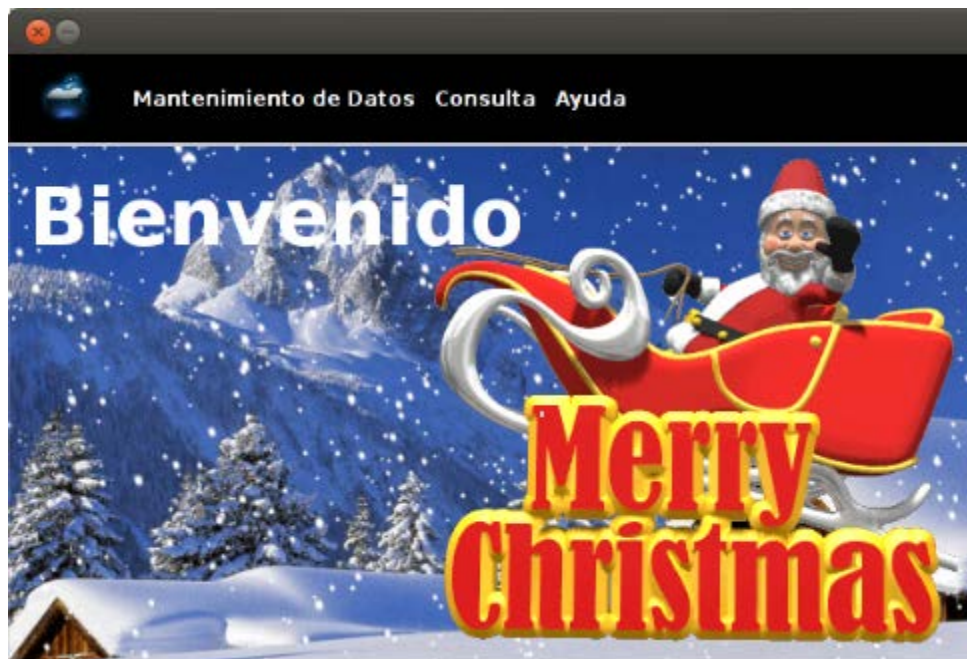 Mantenimiento de Datos Consulta Ayuda
Bienvenido
Merry
Christmas